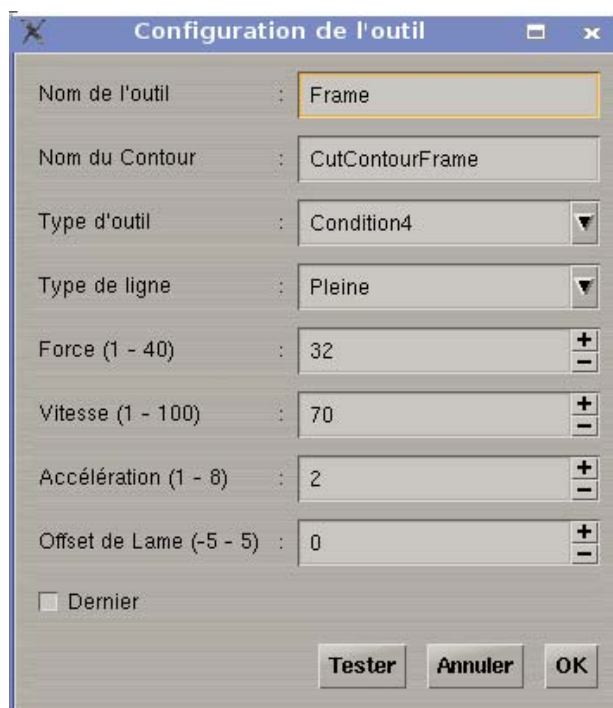 Configuration de l'outil
Nom de l'outil : Frame
Nom du Contour : CutContourFrame
Type d'outil : Condition4
Type de ligne : Pleine
Force (1 - 40) : 32
Vitesse (1 - 100) : 70
Accélération (1 - 8) : 2
Offset de Lame (-5 - 5) : 0
Dernier
Tester Annuler OK